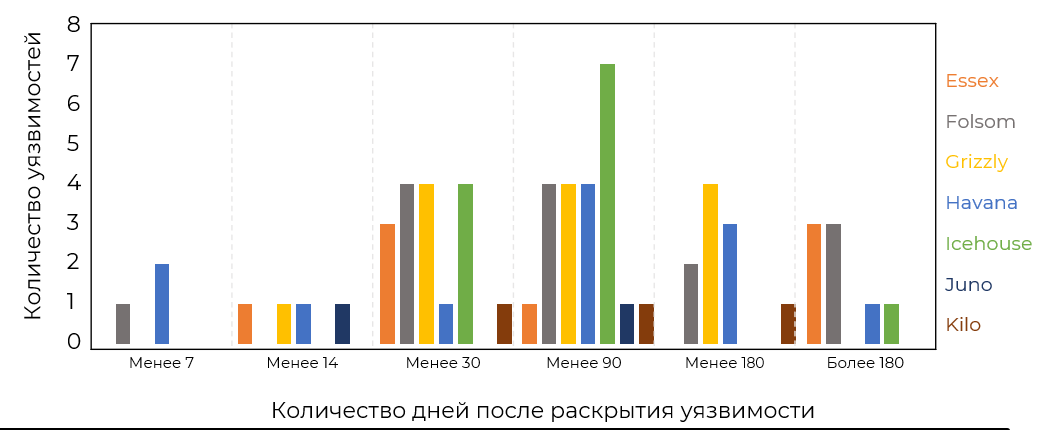 Количество уязвимостей
8
7
6
5
4
3
2
1
0
Менее 7
Менее 14
Менее 30
Менее 90
Менее 180
Более 180
Количество дней после раскрытия уязвимости
Essex
Folsom
Grizzly
Havana
Icehouse
Juno
Kilo